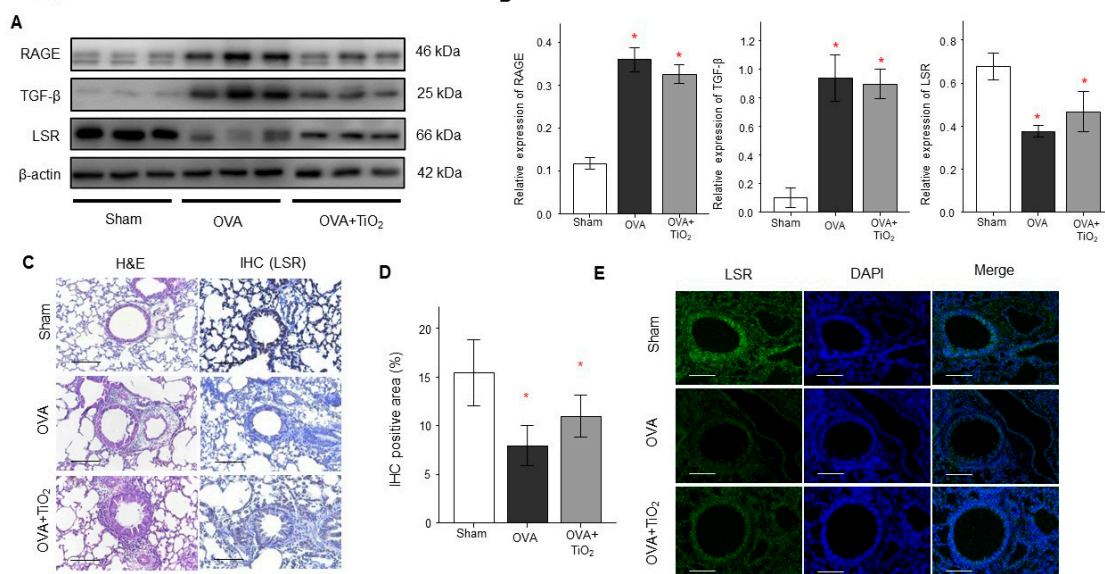 A
RAGE 46 kDa
TGF-β 25 kDa
LSR 66 kDa
β-actin 42 kDa
Sham OVA OVA+TiO₂
Relative expression of RAGE
0.4
0.3
0.2
0.1
0.0
*
*
Sham OVA OVA+
TiO₂
Relative expression of TGF-β
1.2
1.0
0.8
0.6
0.4
0.2
0.0
*
*
Sham OVA OVA+
TiO₂
Relative expression of LSR
0.8
0.6
0.4
0.2
0.0
*
*
Sham OVA OVA+
TiO₂
C
H&E IHC (LSR)
Sham
OVA
OVA+TiO₂
D
IHC positive area (%)
20
15
10
5
0
*
*
Sham OVA OVA+
TiO₂
E
LSR DAPI Merge
Sham
OVA
OVA+TiO₂